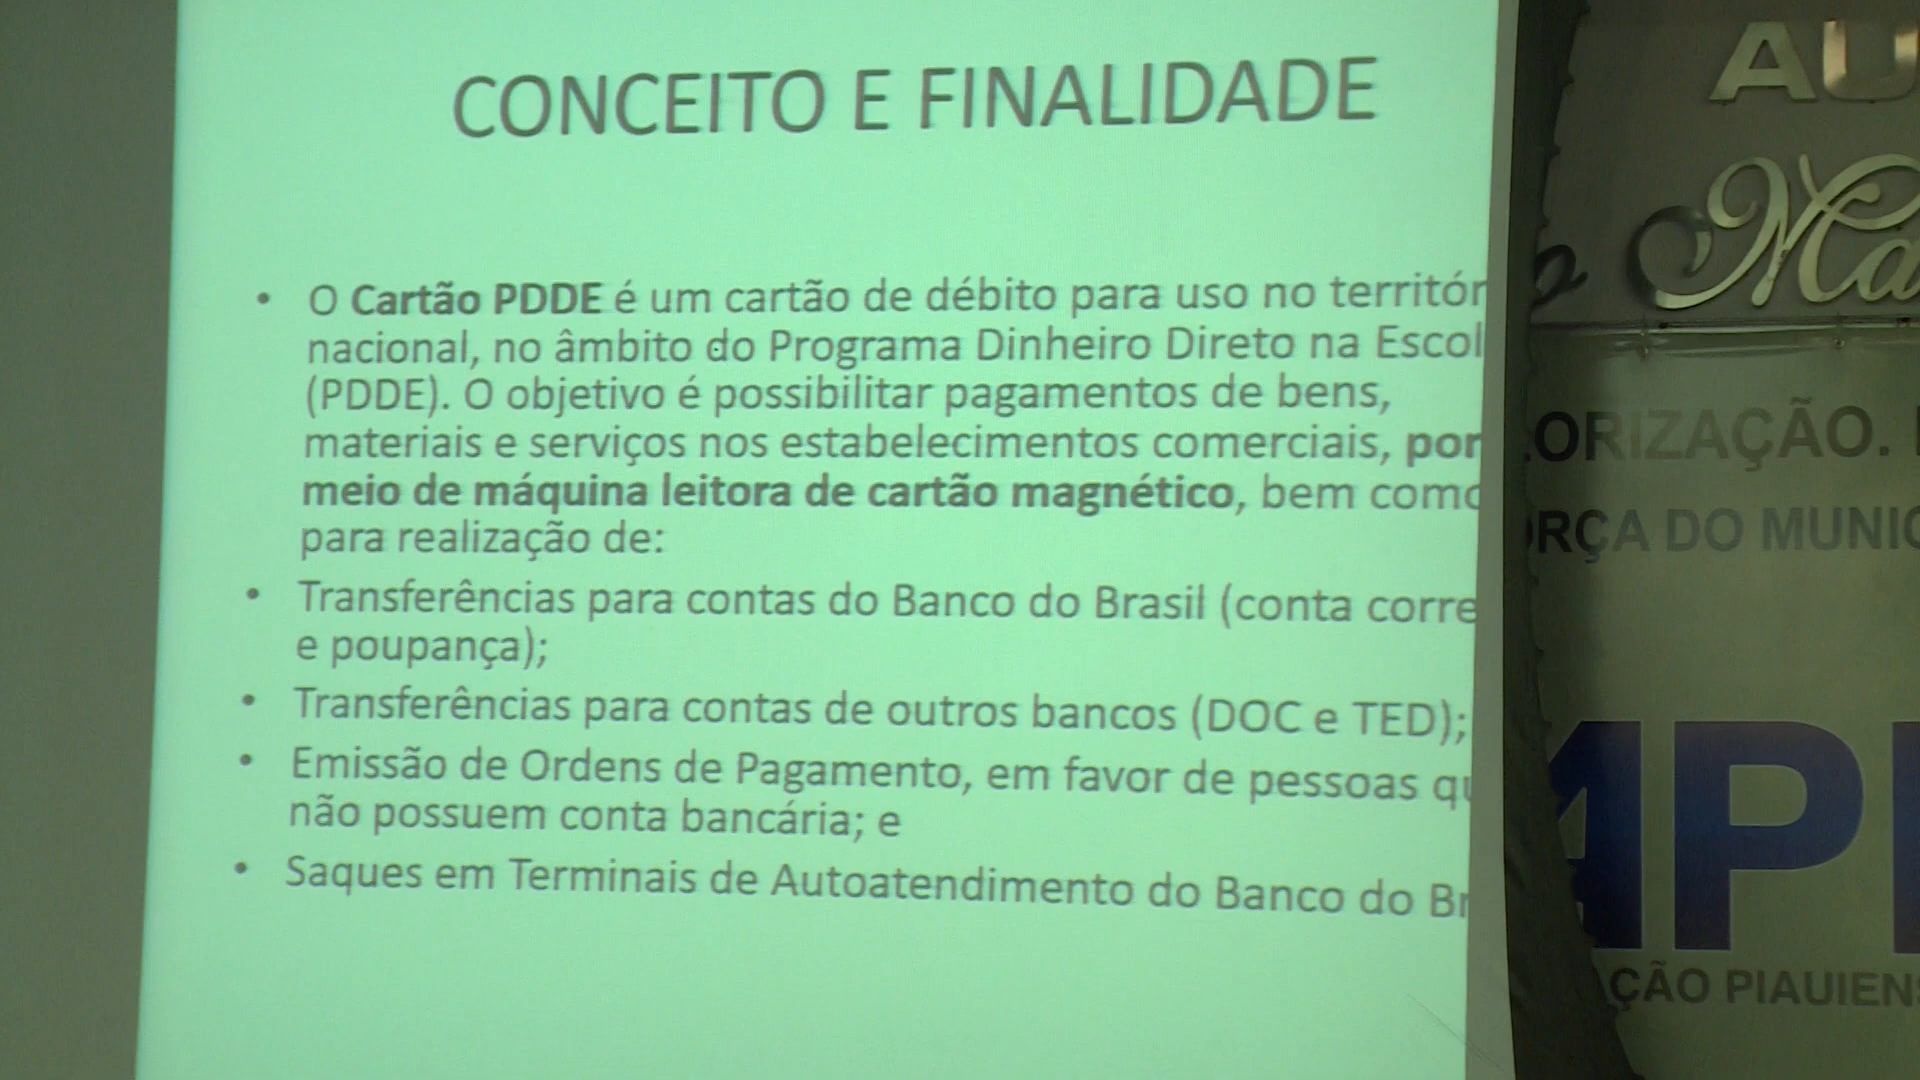 CONCEITO E FINALIDADE
• O Cartão PDDE é um cartão de débito para uso no territór
nacional, no âmbito do Programa Dinheiro Direto na Escol
(PDDE). O objetivo é possibilitar pagamentos de bens,
materiais e serviços nos estabelecimentos comerciais, por
meio de máquina leitora de cartão magnético, bem como
para realização de:
• Transferências para contas do Banco do Brasil (conta corre
e poupança);
• Transferências para contas de outros bancos (DOC e TED);
• Emissão de Ordens de Pagamento, em favor de pessoas qu
não possuem conta bancária; e
• Saques em Terminais de Autoatendimento do Banco do Br
AU
o Ma
ORIZAÇÃO.
RÇA DO MUNIC
AP
ÇÃO PIAUIENS